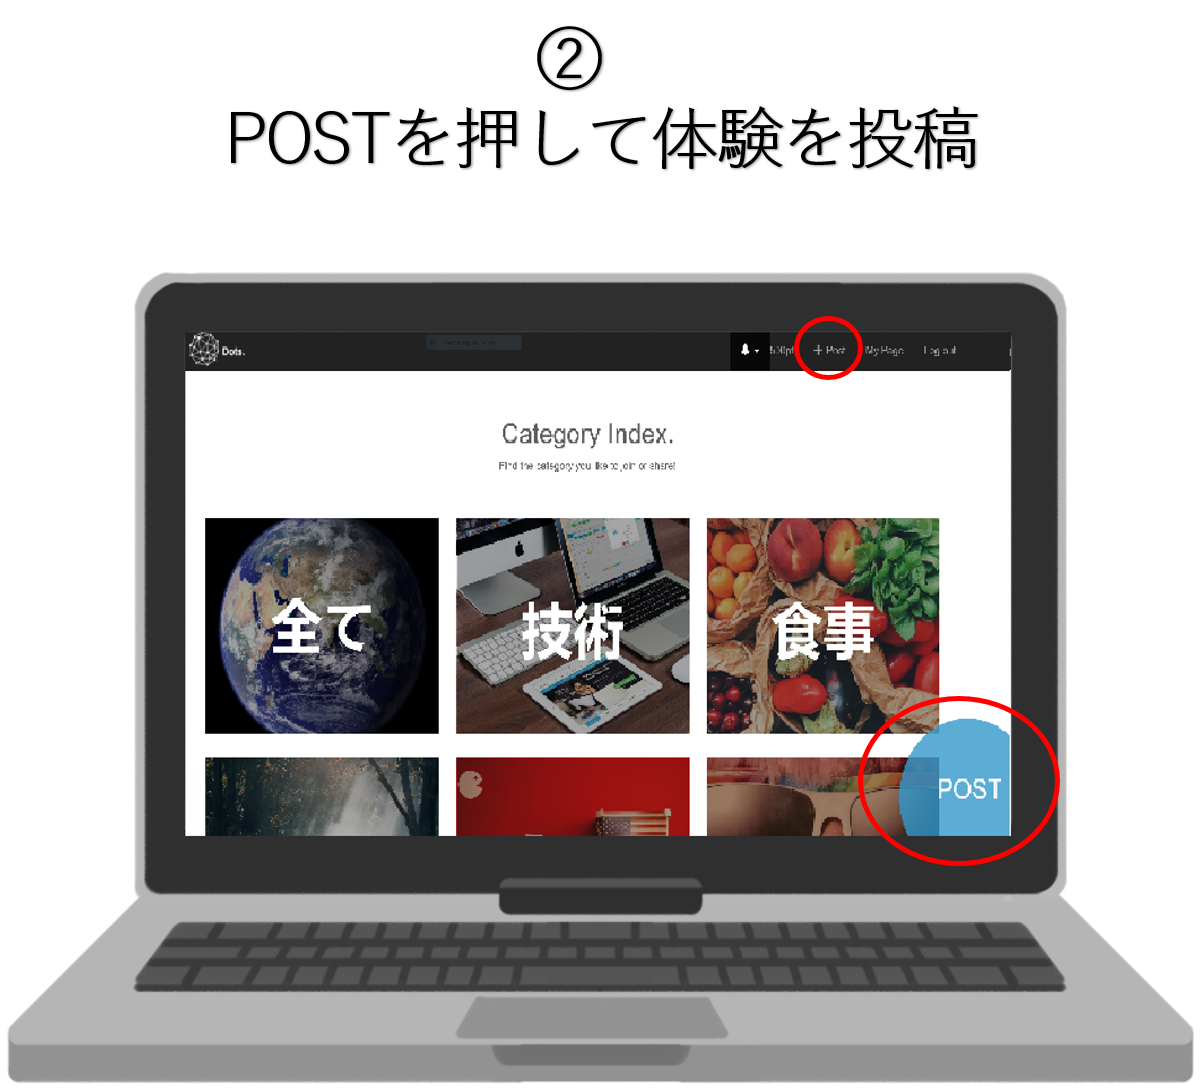 ②
POSTを押して体験を投稿
Dots.
+ Post
My Page
Log out
Category Index.
Find the category you like to join or share!
全て
技術
食事
POST